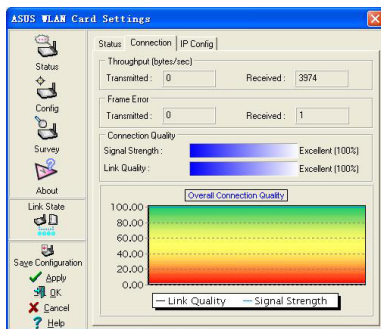 ASUS WLAN Card Settings
Status
Config
Survey
About
Link State
Save Configuration
Apply
OK
Cancel
Help
Status Connection IP Config
Throughput (bytes/sec)
Transmitted : 0 Received : 3974
Frame Error
Transmitted : 0 Received : 1
Connection Quality
Signal Strength : Excellent (100%)
Link Quality : Excellent (100%)
Overall Connection Quality
100.00
80.00
60.00
40.00
20.00
0.00
Link Quality Signal Strength